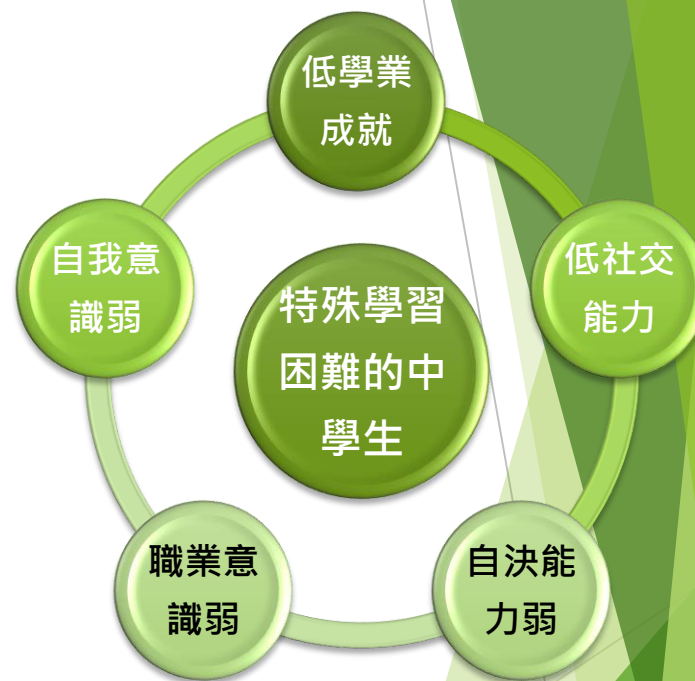 低學業
成就
低社交
能力
自決能
力弱
職業意
識弱
自我意
識弱
特殊學習
困難的中
學生